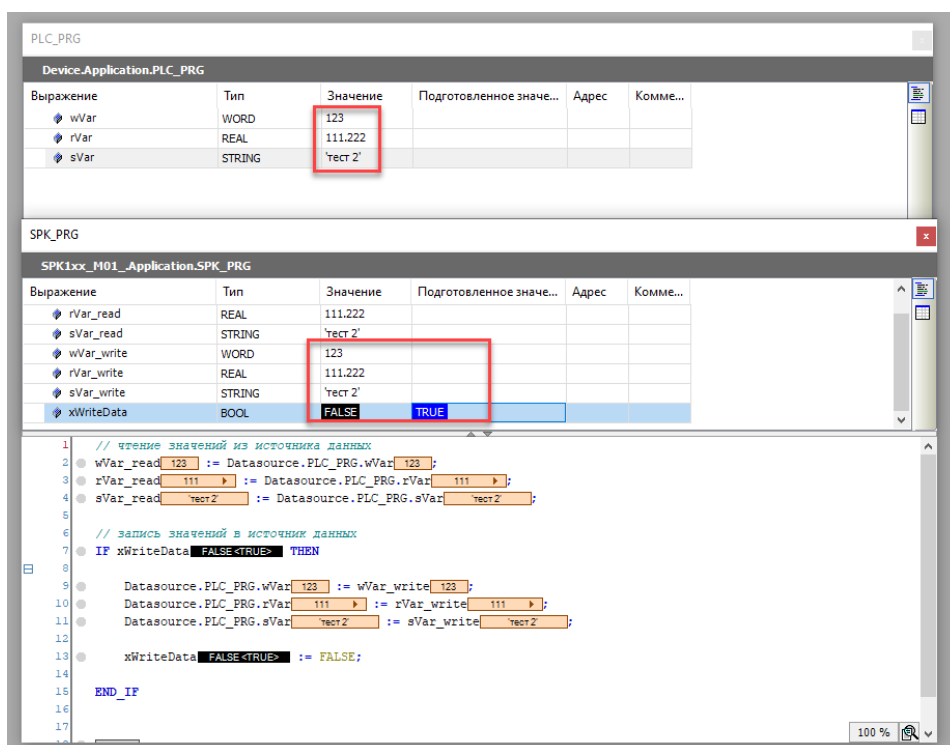 PLC_PRG
x
Device.Application.PLC_PRG
Выражение Тип Значение Подготовленное значе... Адрес Комме...
wVar WORD 123
rVar REAL 111.222
sVar STRING 'тест 2'
SPK_PRG
x
SPK1xx_M01_.Application.SPK_PRG
Выражение Тип Значение Подготовленное значе... Адрес Комме...
rVar_read REAL 111.222
sVar_read STRING 'тест 2'
wVar_write WORD 123
rVar_write REAL 111.222
sVar_write STRING 'тест 2'
xWriteData BOOL FALSE TRUE
1 // чтение значений из источника данных
2 wVar_read 123 := Datasource.PLC_PRG.wVar 123 ;
3 rVar_read 111 := Datasource.PLC_PRG.rVar 111 ;
4 sVar_read 'тест 2' := Datasource.PLC_PRG.sVar 'тест 2' ;
5
6 // запись значений в источник данных
7 IF xWriteData FALSE<TRUE> THEN
8
9 Datasource.PLC_PRG.wVar 123 := wVar_write 123 ;
10 Datasource.PLC_PRG.rVar 111 := rVar_write 111 ;
11 Datasource.PLC_PRG.sVar 'тест 2' := sVar_write 'тест 2' ;
12
13 xWriteData FALSE<TRUE> := FALSE;
14
15 END_IF
16
17
100 %